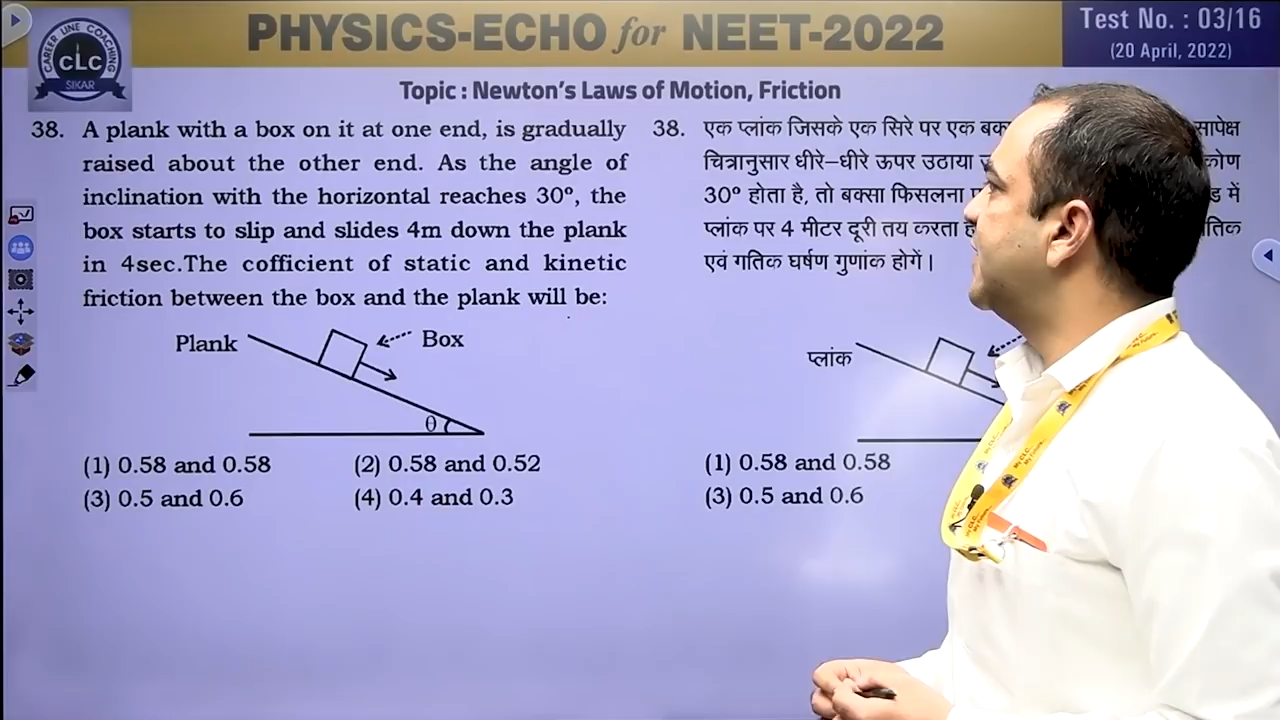 PHYSICS-ECHO for NEET-2022
Test No. : 03/16
(20 April, 2022)
CAREER LINE COACHING
CLC
SIKAR
Topic : Newton's Laws of Motion, Friction
38. A plank with a box on it at one end, is gradually
raised about the other end. As the angle of
inclination with the horizontal reaches 30º, the
box starts to slip and slides 4m down the plank
in 4sec.The cofficient of static and kinetic
friction between the box and the plank will be:
Plank
Box
θ
(1) 0.58 and 0.58 (2) 0.58 and 0.52
(3) 0.5 and 0.6 (4) 0.4 and 0.3
38. एक प्लांक जिसके एक सिरे पर एक सापेक्ष
चित्रानुसार धीरे–धीरे ऊपर उठाया कोण
30º होता है, तो बक्सा फिसलना में
प्लांक पर 4 मीटर दूरी तय करता
एवं गतिक घर्षण गुणांक होगें।
प्लांक
(1) 0.58 and 0.58
(3) 0.5 and 0.6